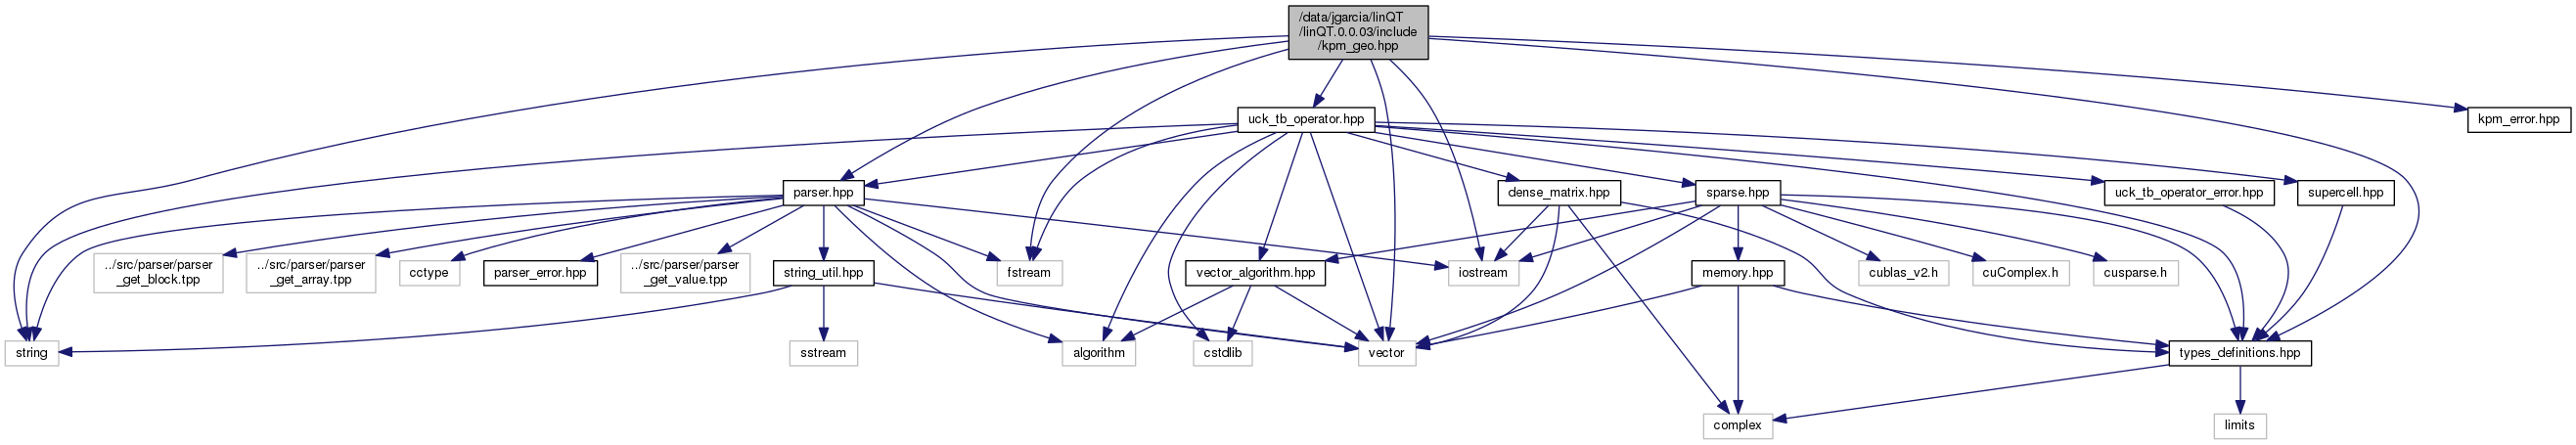 /data/jgarcia/linQT
/linQT.0.0.03/include
/kpm_geo.hpp
uck_tb_operator.hpp
kpm_error.hpp
parser.hpp
dense_matrix.hpp
sparse.hpp
uck_tb_operator_error.hpp
supercell.hpp
../src/parser/parser
_get_block.tpp
../src/parser/parser
_get_array.tpp
cctype
parser_error.hpp
../src/parser/parser
_get_value.tpp
string_util.hpp
fstream
vector_algorithm.hpp
iostream
memory.hpp
cublas_v2.h
cuComplex.h
cusparse.h
string
sstream
algorithm
cstdlib
vector
types_definitions.hpp
complex
limits